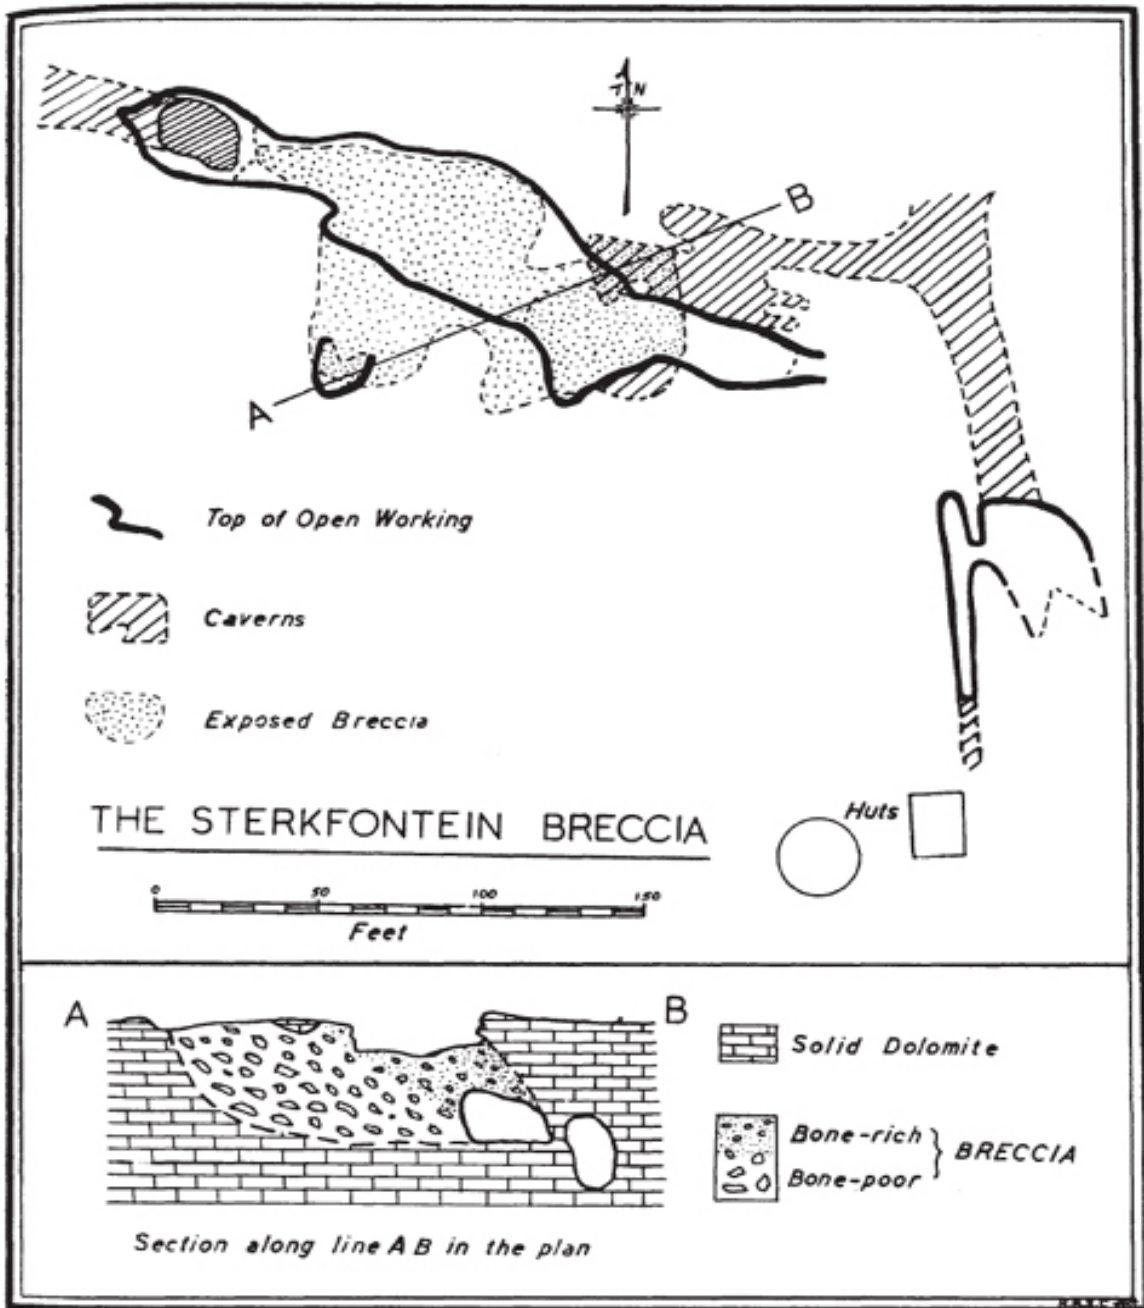 N
B
A
Top of Open Working
Caverns
Exposed Breccia
THE STERKFONTEIN BRECCIA
Huts
0 50 100 150
Feet
A
B
Solid Dolomite
Bone-rich
BRECCIA
Bone-poor
Section along line AB in the plan